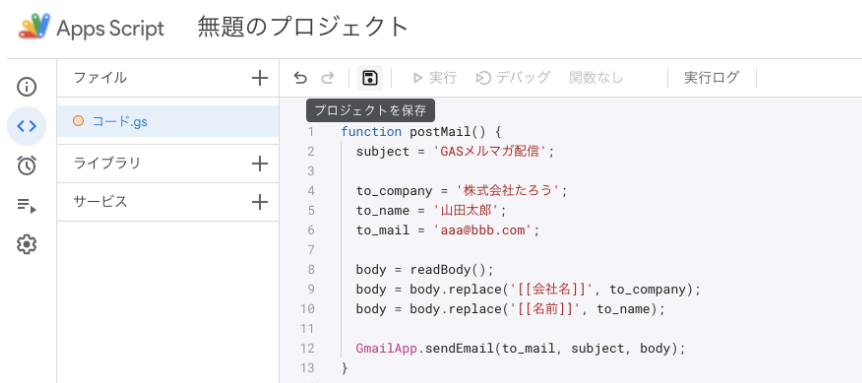 Apps Script 無題のプロジェクト
ファイル
実行 デバッグ 関数なし 実行ログ
プロジェクトを保存
コード.gs
ライブラリ
サービス
1 function postMail() {
2 subject = 'GASメルマガ配信';
3
4 to_company = '株式会社たろう';
5 to_name = '山田太郎';
6 to_mail = 'aaa@bbb.com';
7
8 body = readBody();
9 body = body.replace('[[会社名]]', to_company);
10 body = body.replace('[[名前]]', to_name);
11
12 GmailApp.sendEmail(to_mail, subject, body);
13 }